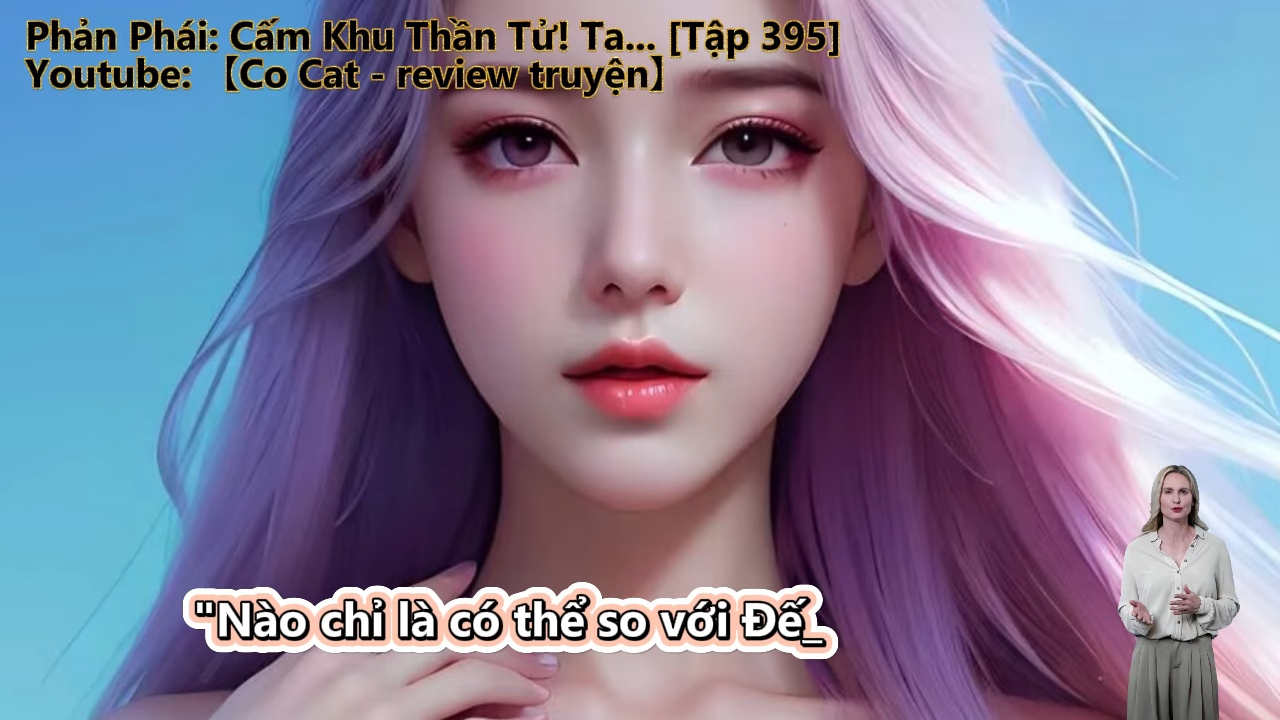 Phản Phái: Cấm Khu Thần Tử! Ta... [Tập 395]
Youtube: 【Co Cat - review truyện】
"Nào chỉ là có thể so với Đế_